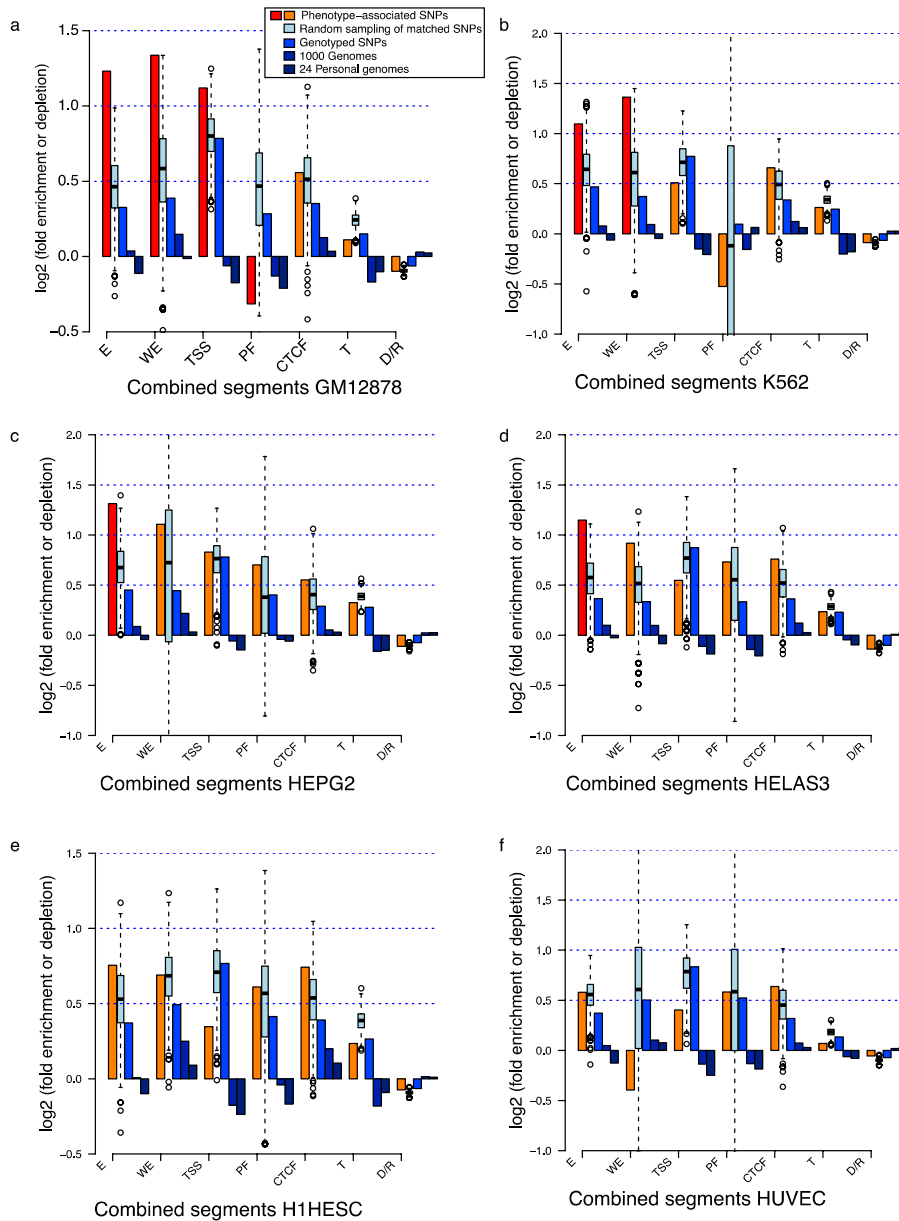 a
Phenotype-associated SNPs
Random sampling of matched SNPs
Genotyped SNPs
1000 Genomes
24 Personal genomes
log2 (fold enrichment or depletion)
1.5
1.0
0.5
0.0
−0.5
E
WE
TSS
PF
CTCF
T
D/R
Combined segments GM12878
b
log2 (fold enrichment or depletion)
2.0
1.5
1.0
0.5
0.0
−0.5
−1.0
E
WE
TSS
PF
CTCF
T
D/R
Combined segments K562
c
log2 (fold enrichment or depletion)
2.0
1.5
1.0
0.5
0.0
−0.5
−1.0
E
WE
TSS
PF
CTCF
T
D/R
Combined segments HEPG2
d
log2 (fold enrichment or depletion)
2.0
1.5
1.0
0.5
0.0
−0.5
−1.0
E
WE
TSS
PF
CTCF
T
D/R
Combined segments HELAS3
e
log2 (fold enrichment or depletion)
1.5
1.0
0.5
0.0
−0.5
E
WE
TSS
PF
CTCF
T
D/R
Combined segments H1HESC
f
log2 (fold enrichment or depletion)
2.0
1.5
1.0
0.5
0.0
−0.5
−1.0
E
WE
TSS
PF
CTCF
T
D/R
Combined segments HUVEC